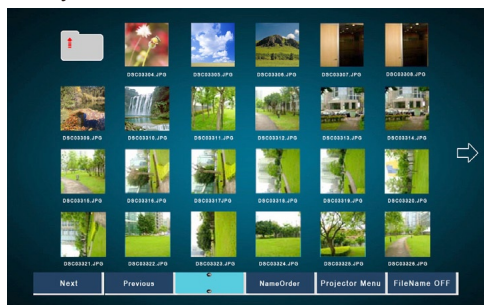 DSC03304.JPG DSC03305.JPG DSC03306.JPG DSC03307.JPG DSC03308.JPG
DSC03309.JPG DSC03310.JPG DSC03311.JPG DSC03312.JPG DSC03313.JPG DSC03314.JPG
DSC03315.JPG DSC03316.JPG DSC03317.JPG DSC03318.JPG DSC03319.JPG DSC03320.JPG
DSC03321.JPG DSC03322.JPG DSC03323.JPG DSC03324.JPG DSC03325.JPG DSC03326.JPG
Next Previous NameOrder Projector Menu FileName OFF